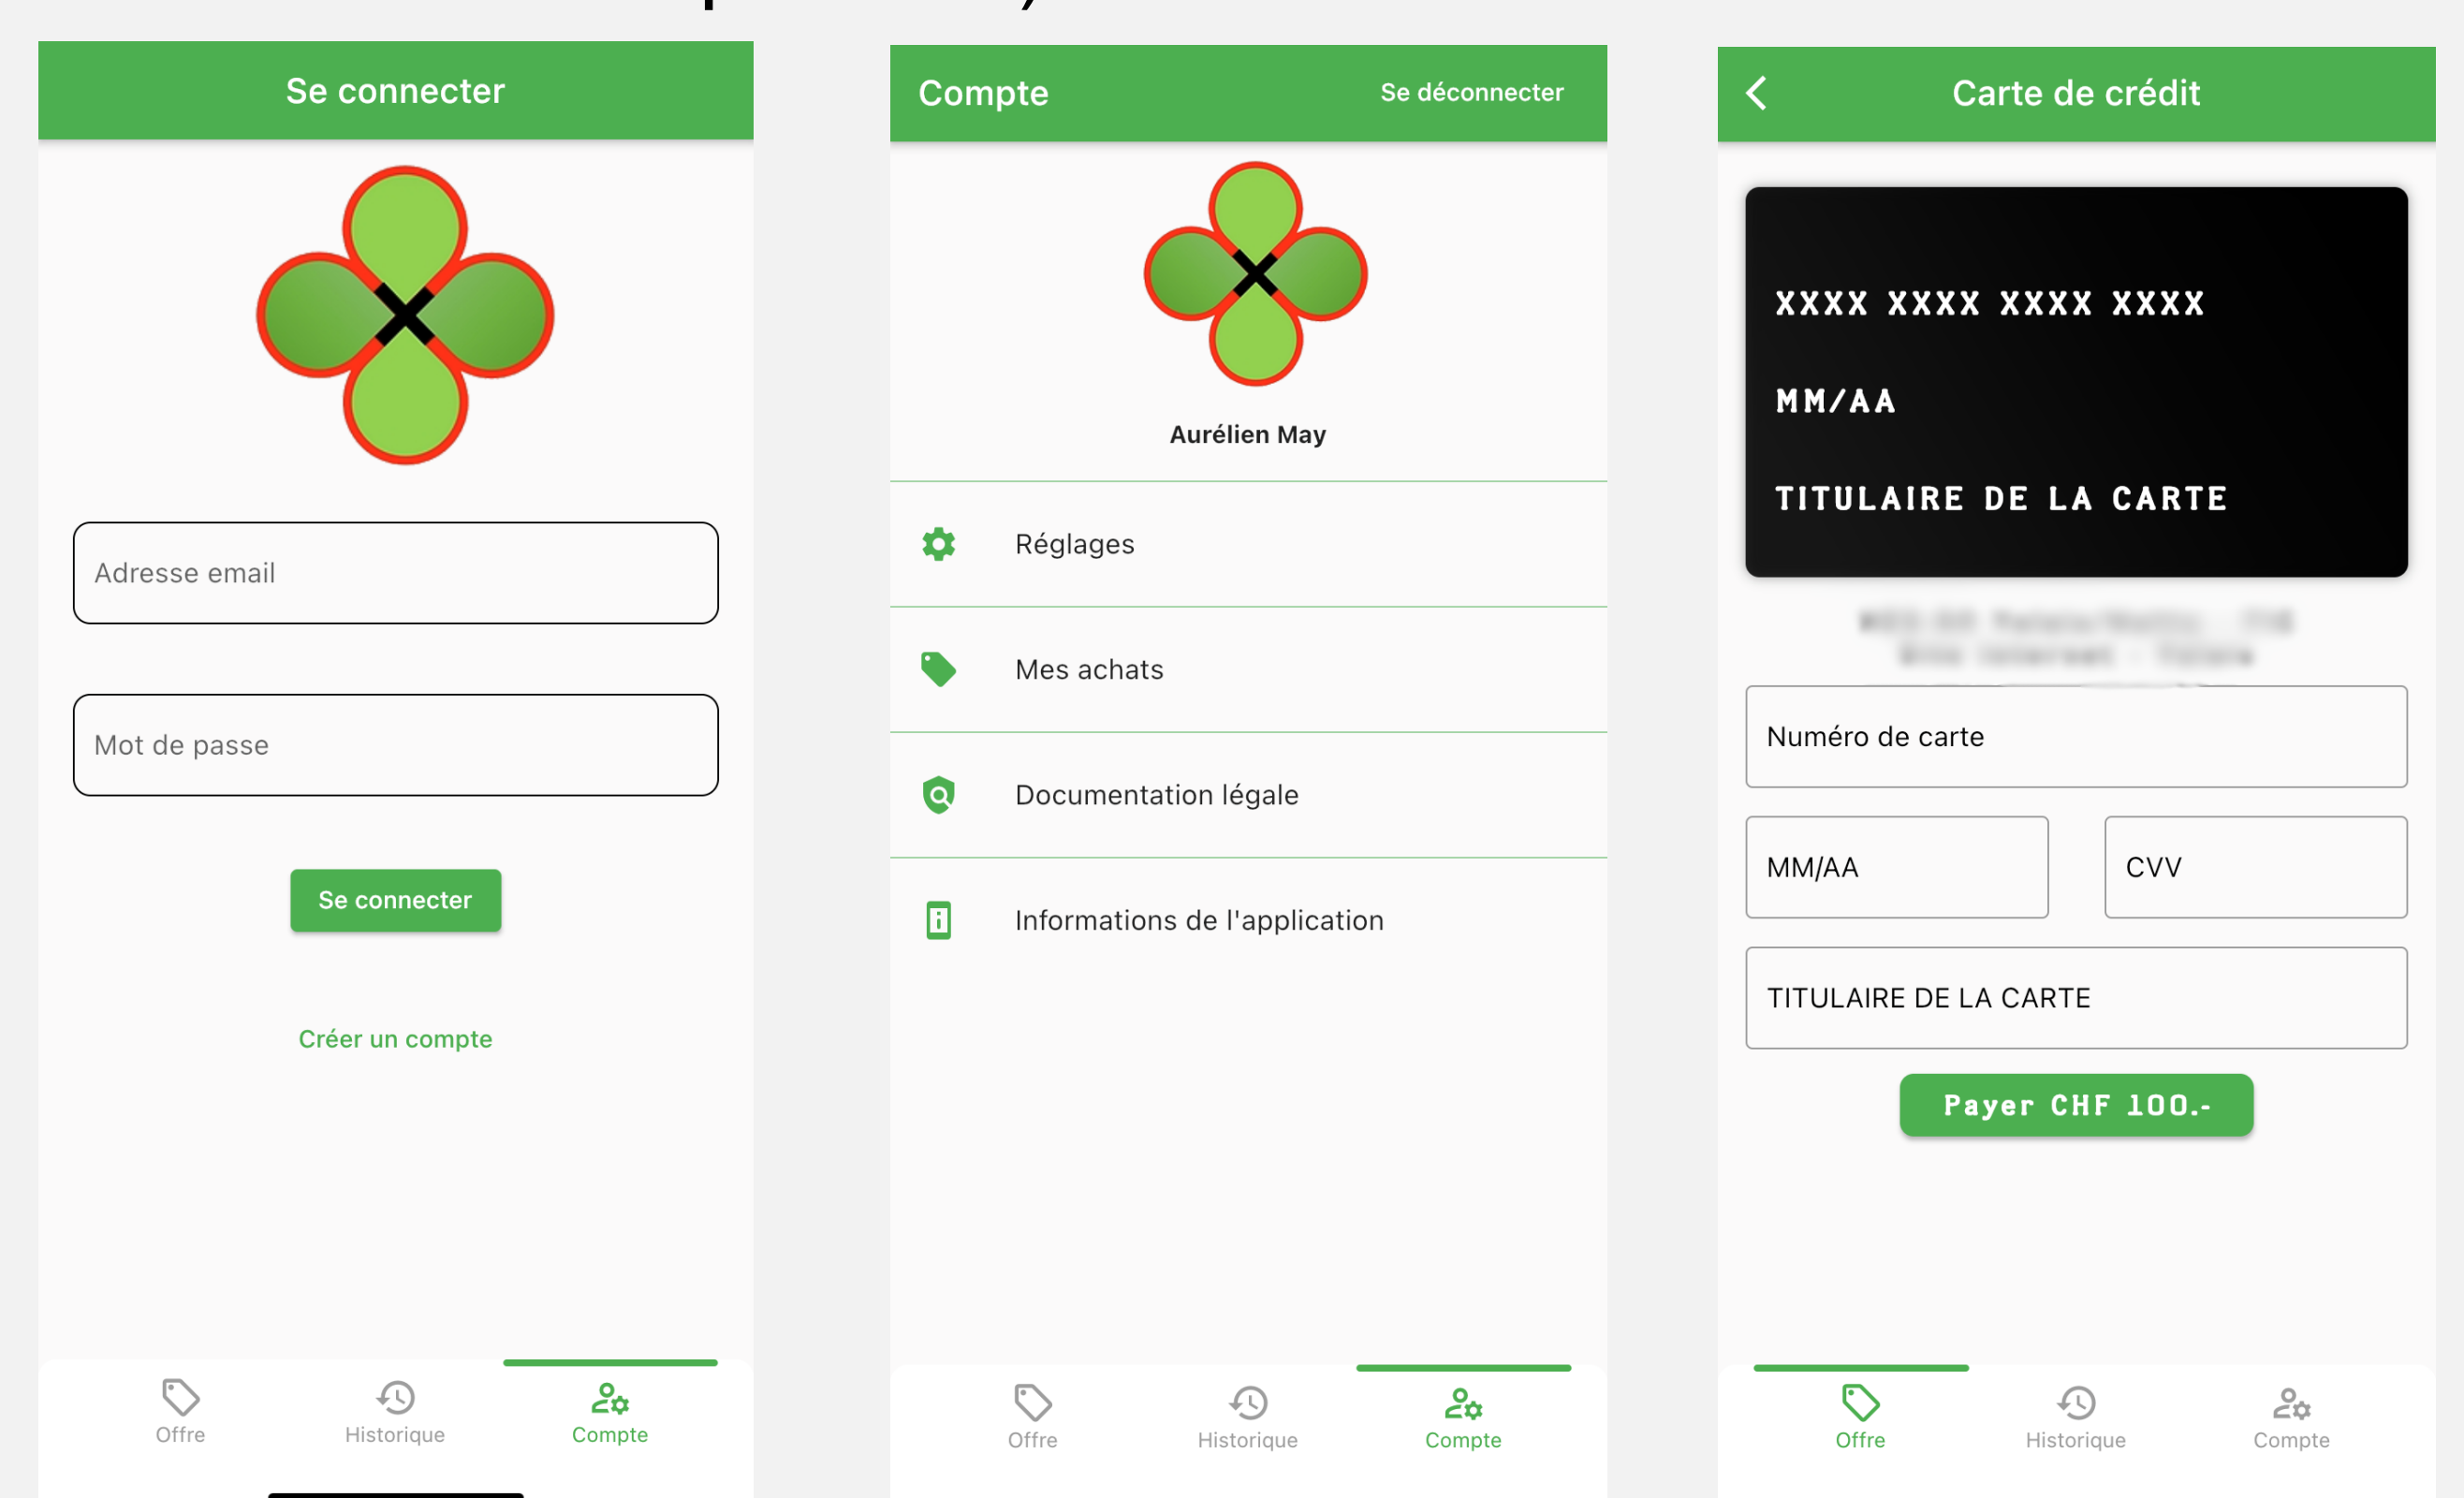 Se connecter
Adresse email
Mot de passe
Se connecter
Créer un compte
Offre
Historique
Compte
Compte
Se déconnecter
Aurélien May
Réglages
Mes achats
Documentation légale
Informations de l'application
Offre
Historique
Compte
Carte de crédit
XXXX XXXX XXXX XXXX
MM/AA
TITULAIRE DE LA CARTE
Numéro de carte
MM/AA
CVV
TITULAIRE DE LA CARTE
Payer CHF 100.-
Offre
Historique
Compte